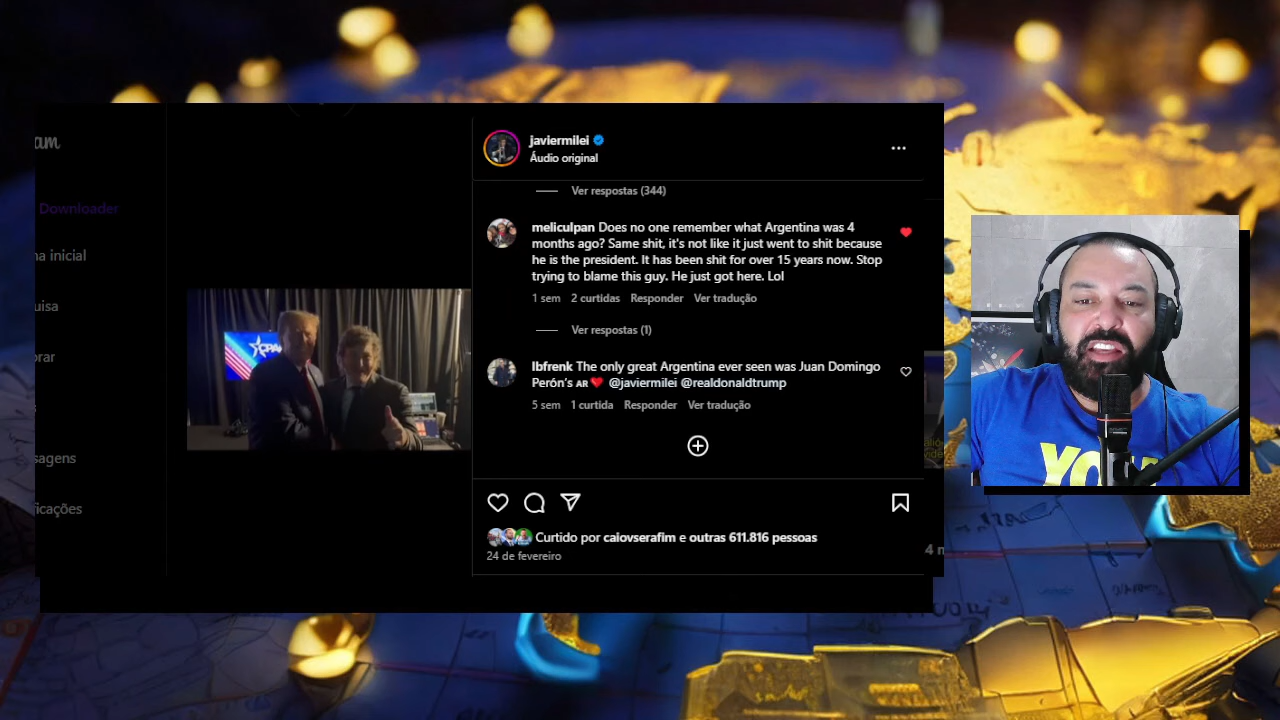 am
Downloader
na inicial
uisa
orar
s
sagens
icações
CPA
javiermilei
Áudio original
Ver respostas (344)
meliculpan Does no one remember what Argentina was 4
months ago? Same shit, it's not like it just went to shit because
he is the president. It has been shit for over 15 years now. Stop
trying to blame this guy. He just got here. Lol
1 sem 2 curtidas Responder Ver tradução
Ver respostas (1)
lbfrenk The only great Argentina ever seen was Juan Domingo
Perón's AR❤️ @javiermilei @realdonaldtrump
5 sem 1 curtida Responder Ver tradução
Curtido por caiovserafim e outras 611.816 pessoas
24 de fevereiro
4 n
YOU